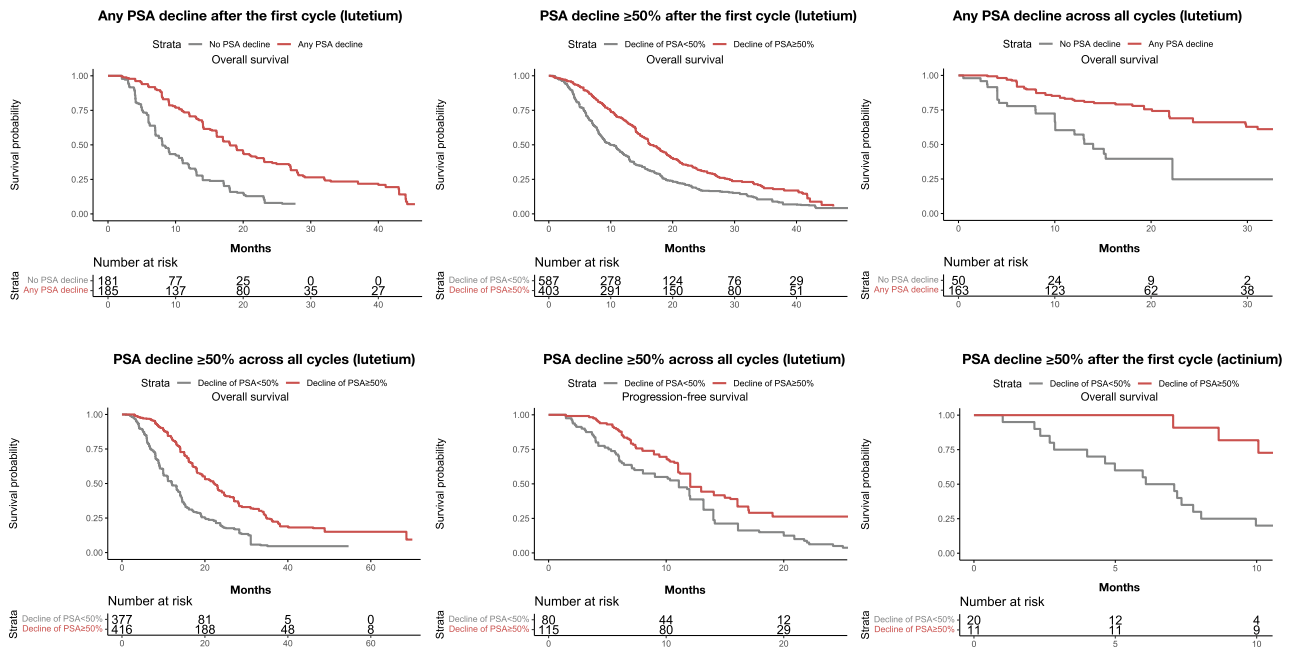 Any PSA decline after the first cycle (lutetium)
Strata No PSA decline Any PSA decline
Overall survival
Survival probability
1.00
0.75
0.50
0.25
0.00
0 10 20 30 40
Months
Number at risk
Strata
No PSA decline 181 77 25 0 0
Any PSA decline 185 137 80 35 27
0 10 20 30 40
PSA decline ≥50% after the first cycle (lutetium)
Strata Decline of PSA<50% Decline of PSA≥50%
Overall survival
Survival probability
1.00
0.75
0.50
0.25
0.00
0 10 20 30 40
Months
Number at risk
Strata
Decline of PSA<50% 587 278 124 76 29
Decline of PSA≥50% 403 291 150 80 51
0 10 20 30 40
Any PSA decline across all cycles (lutetium)
Strata No PSA decline Any PSA decline
Overall survival
Survival probability
1.00
0.75
0.50
0.25
0.00
0 10 20 30
Months
Number at risk
Strata
No PSA decline 50 24 9 2
Any PSA decline 163 123 62 38
0 10 20 30
PSA decline ≥50% across all cycles (lutetium)
Strata Decline of PSA<50% Decline of PSA≥50%
Overall survival
Survival probability
1.00
0.75
0.50
0.25
0.00
0 20 40 60
Months
Number at risk
Strata
Decline of PSA<50% 377 81 5 0
Decline of PSA≥50% 416 188 48 8
0 20 40 60
PSA decline ≥50% across all cycles (lutetium)
Strata Decline of PSA<50% Decline of PSA≥50%
Progression-free survival
Survival probability
1.00
0.75
0.50
0.25
0.00
0 10 20
Months
Number at risk
Strata
Decline of PSA<50% 80 44 12
Decline of PSA≥50% 115 80 29
0 10 20
PSA decline ≥50% after the first cycle (actinium)
Strata Decline of PSA<50% Decline of PSA≥50%
Overall survival
Survival probability
1.00
0.75
0.50
0.25
0.00
0 5 10
Months
Number at risk
Strata
Decline of PSA<50% 20 12 4
Decline of PSA≥50% 11 11 9
0 5 10